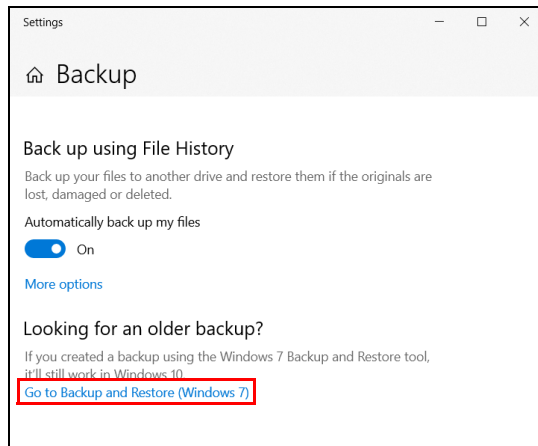 Settings
Backup
Back up using File History
Back up your files to another drive and restore them if the originals are
lost, damaged or deleted.
Automatically back up my files
On
More options
Looking for an older backup?
If you created a backup using the Windows 7 Backup and Restore tool,
it'll still work in Windows 10.
Go to Backup and Restore (Windows 7)